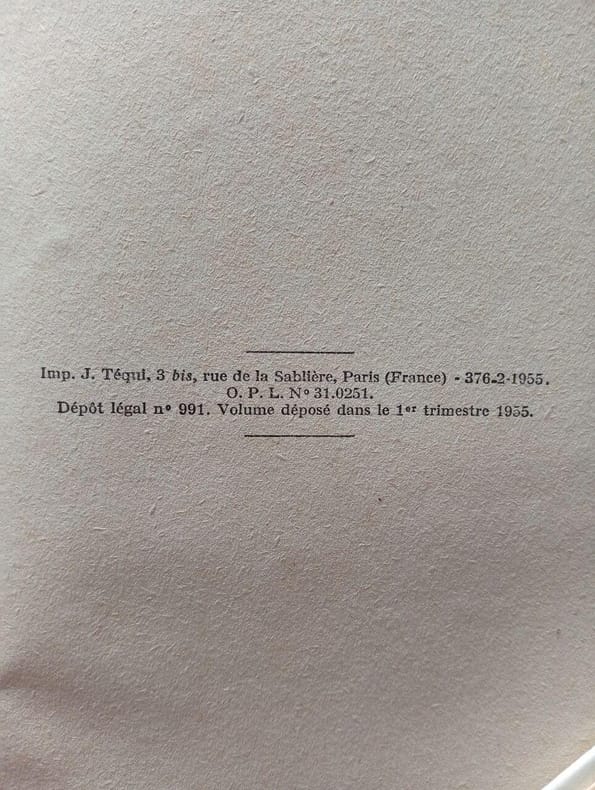 Imp. J. Téqui, 3 bis, rue de la Sablière, Paris (France) - 376-2-1955.
O. P. L. N° 31.0251.
Dépôt légal n° 991. Volume déposé dans le 1er trimestre 1955.